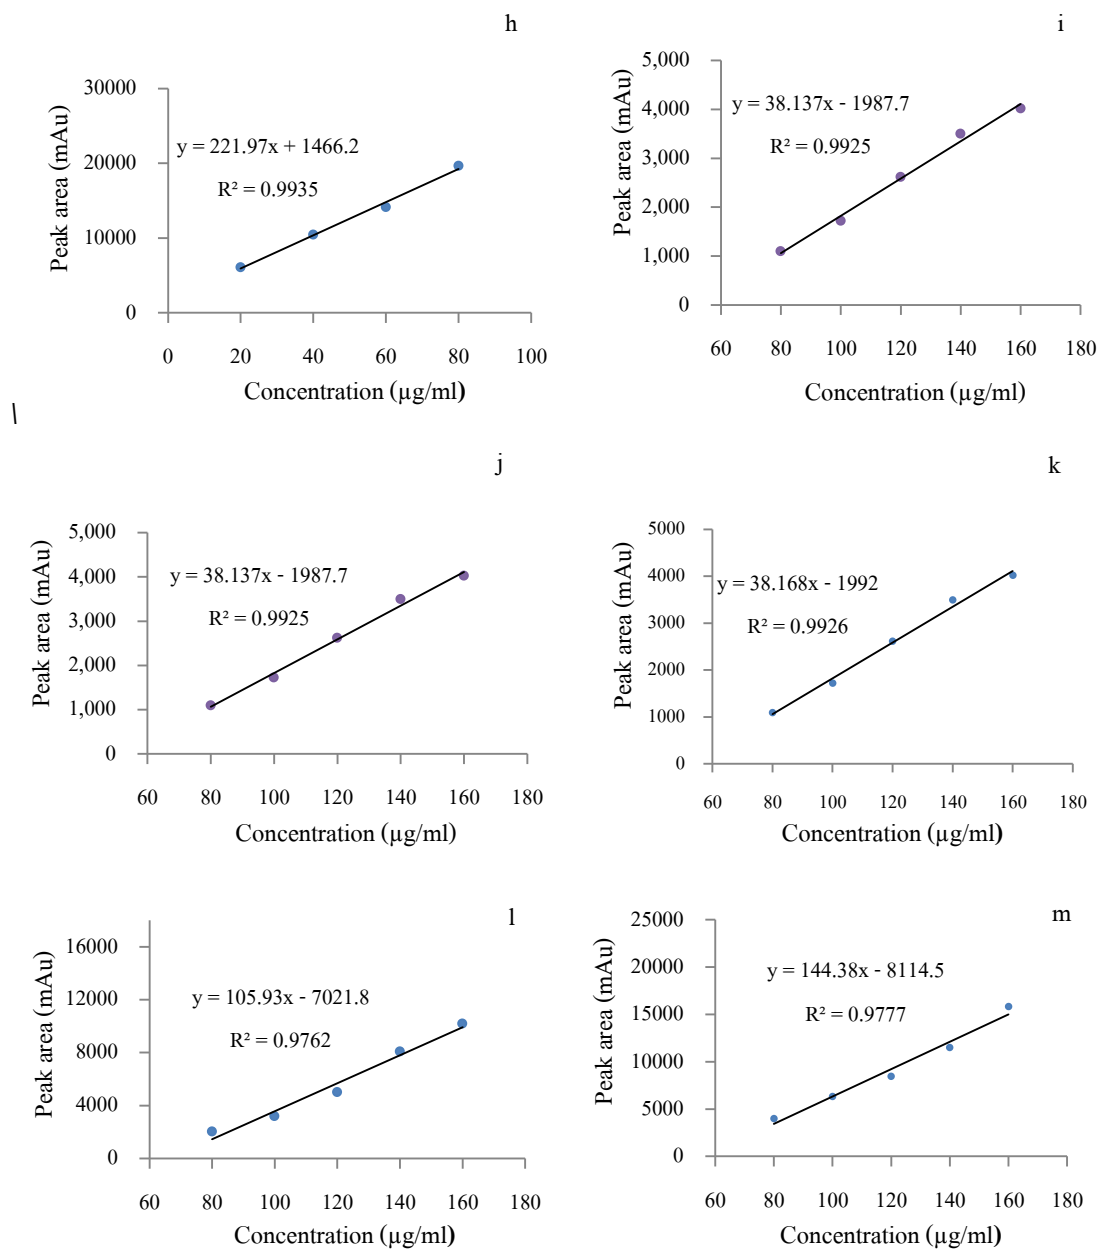 h
30000
20000
10000
0
Peak area (mAu)
y = 221.97x + 1466.2
R² = 0.9935
0 20 40 60 80 100
Concentration (µg/ml)
i
5,000
4,000
3,000
2,000
1,000
0
Peak area (mAu)
y = 38.137x - 1987.7
R² = 0.9925
60 80 100 120 140 160 180
Concentration (µg/ml)
\
j
5,000
4,000
3,000
2,000
1,000
0
Peak area (mAu)
y = 38.137x - 1987.7
R² = 0.9925
60 80 100 120 140 160 180
Concentration (µg/ml)
k
5000
4000
3000
2000
1000
0
Peak area (mAu)
y = 38.168x - 1992
R² = 0.9926
60 80 100 120 140 160 180
Concentration (µg/ml)
l
16000
12000
8000
4000
0
Peak area (mAu)
y = 105.93x - 7021.8
R² = 0.9762
60 80 100 120 140 160 180
Concentration (µg/ml)
m
25000
20000
15000
10000
5000
0
Peak area (mAu)
y = 144.38x - 8114.5
R² = 0.9777
60 80 100 120 140 160 180
Concentration (µg/ml)